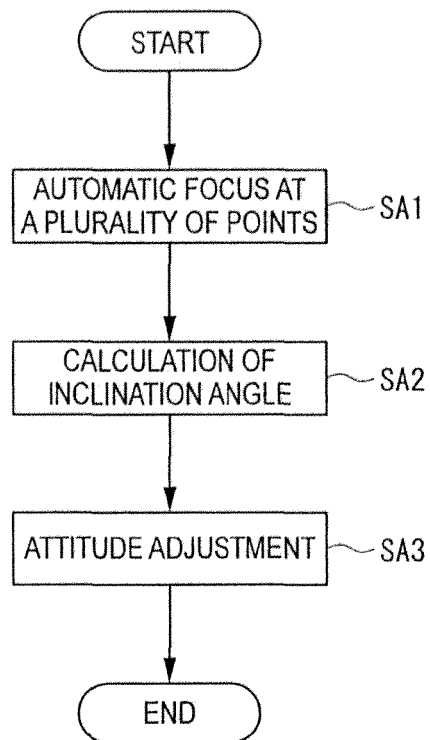 START
AUTOMATIC FOCUS AT
A PLURALITY OF POINTS
SA1
CALCULATION OF
INCLINATION ANGLE
SA2
ATTITUDE ADJUSTMENT
SA3
END